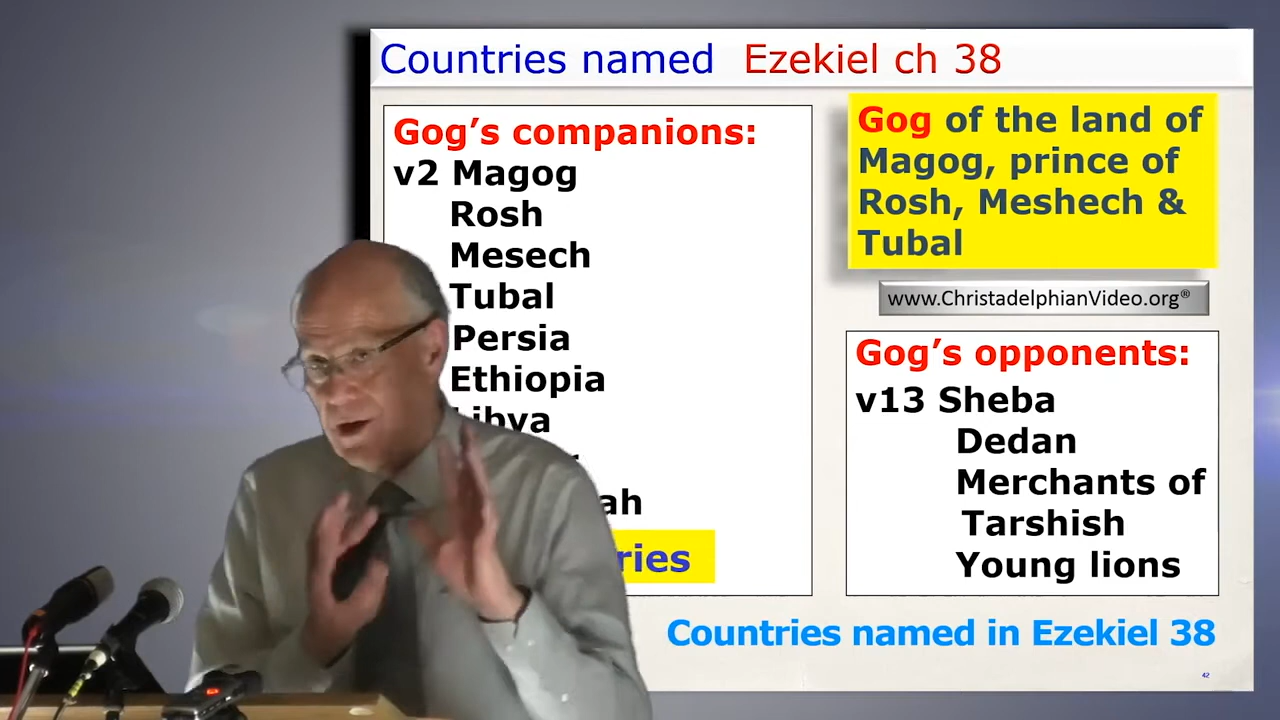 Countries named Ezekiel ch 38
Gog's companions:
v2 Magog
Rosh
Mesech
Tubal
Persia
Ethiopia
Libya
Gog of the land of
Magog, prince of
Rosh, Meshech &
Tubal
www.ChristadelphianVideo.org®
Gog's opponents:
v13 Sheba
Dedan
Merchants of
Tarshish
Young lions
Countries named in Ezekiel 38
42